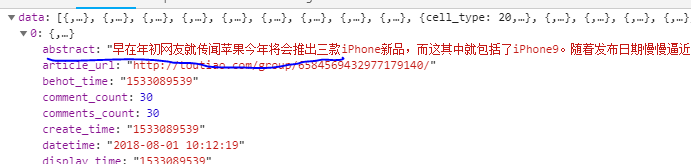 data: [{,…}, {,…}, {,…}, {,…}, {,…}, {,…}, {,…}, {,…}, {cell_type: 20,…}, {,…}, {,…}, {,…}, {,…},
0: {,…}
abstract: "早在年初网友就传闻苹果今年将会推出三款iPhone新品，而这其中就包括了iPhone9。随着发布日期慢慢逼近
article_url: "http://toutiao.com/group/6584569432977179140/"
behot_time: "1533089539"
comment_count: 30
comments_count: 30
create_time: "1533089539"
datetime: "2018-08-01 10:12:19"
display_time: "1533089539"